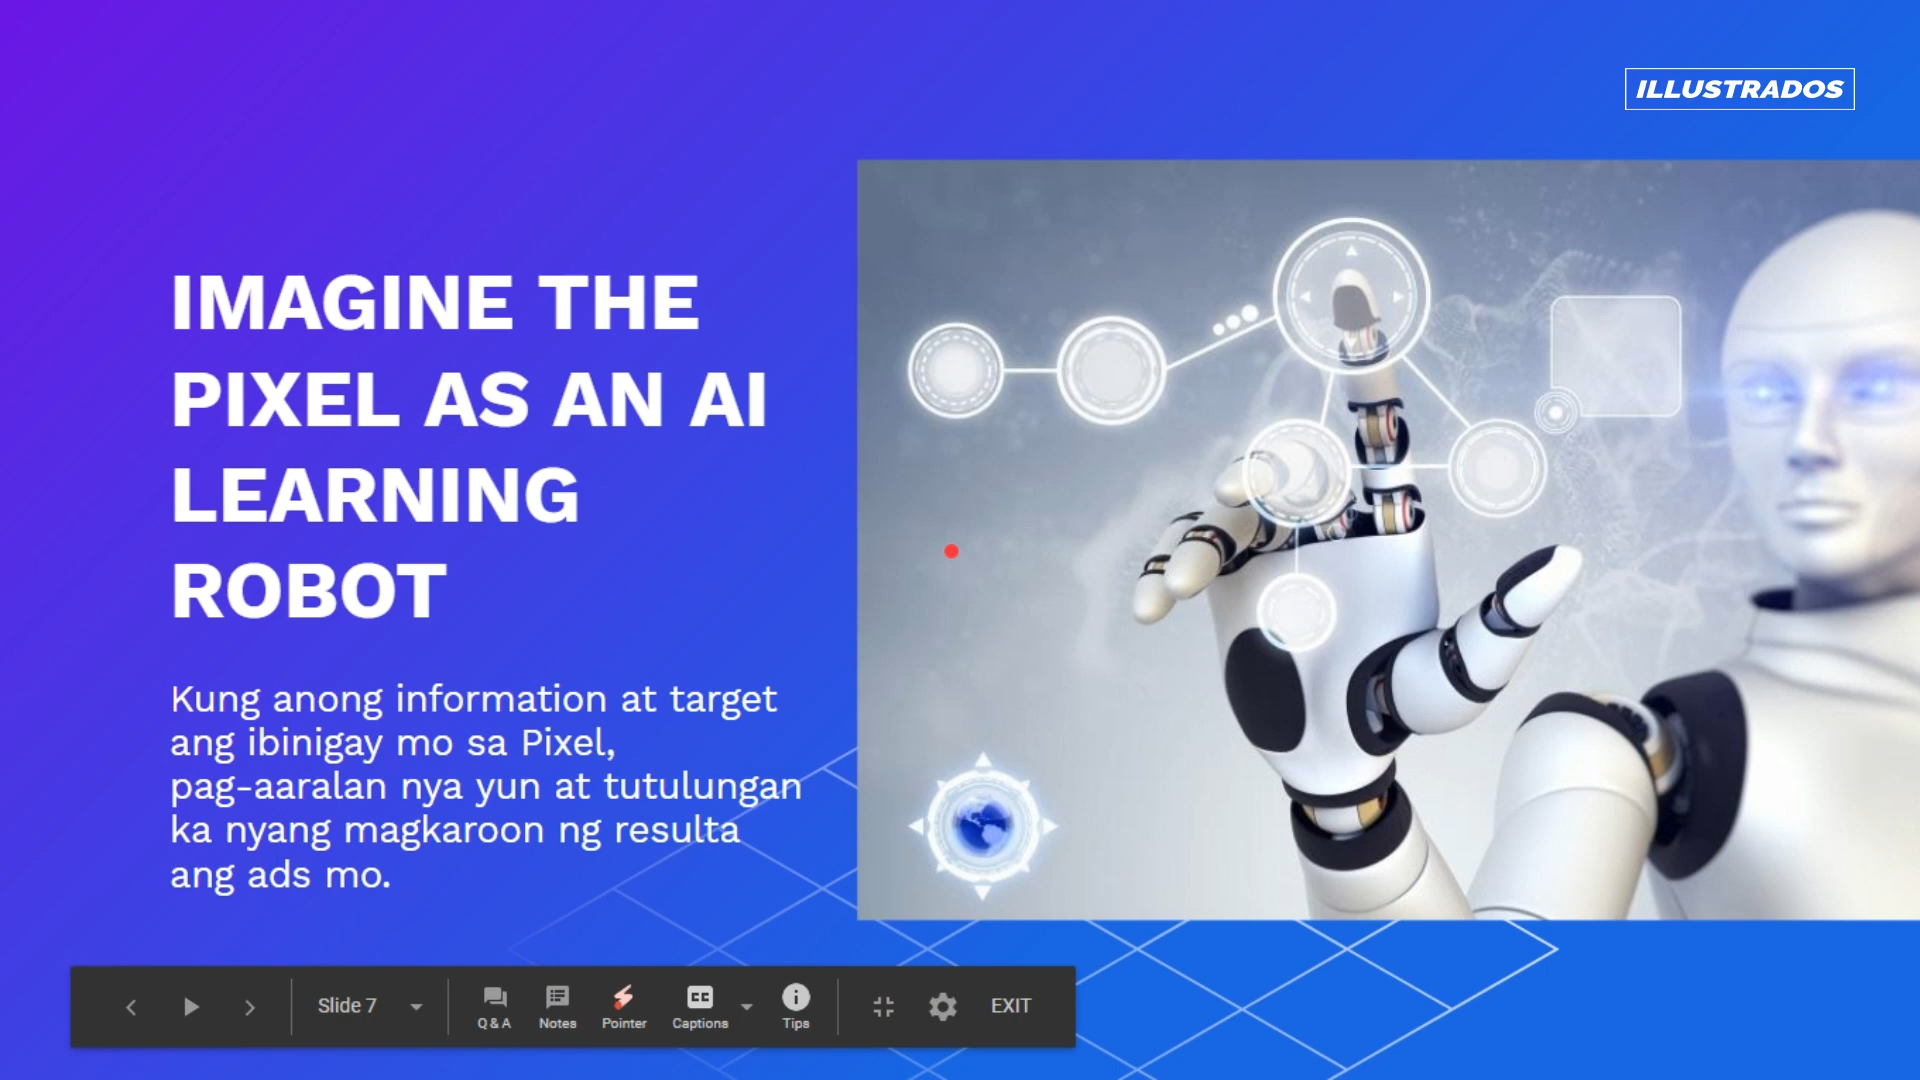 ILLUSTRADOS
IMAGINE THE
PIXEL AS AN AI
LEARNING
ROBOT
Kung anong information at target
ang ibinigay mo sa Pixel,
pag-aaralan nya yun at tutulungan
ka nyang magkaroon ng resulta
ang ads mo.
Slide 7
Q & A
Notes
Pointer
CC
Captions
Tips
EXIT